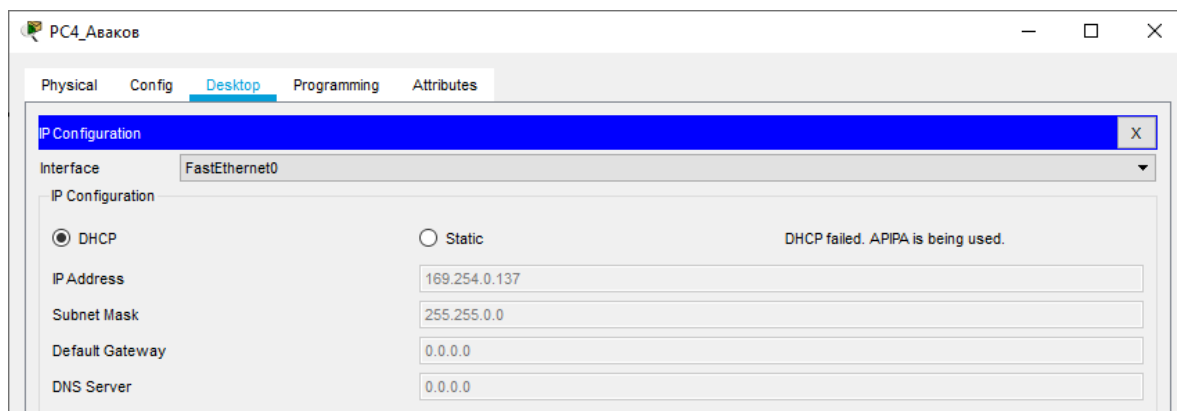 PC4_Аваков
Physical Config Desktop Programming Attributes
IP Configuration X
Interface FastEthernet0
IP Configuration
DHCP Static DHCP failed. APIPA is being used.
IP Address 169.254.0.137
Subnet Mask 255.255.0.0
Default Gateway 0.0.0.0
DNS Server 0.0.0.0